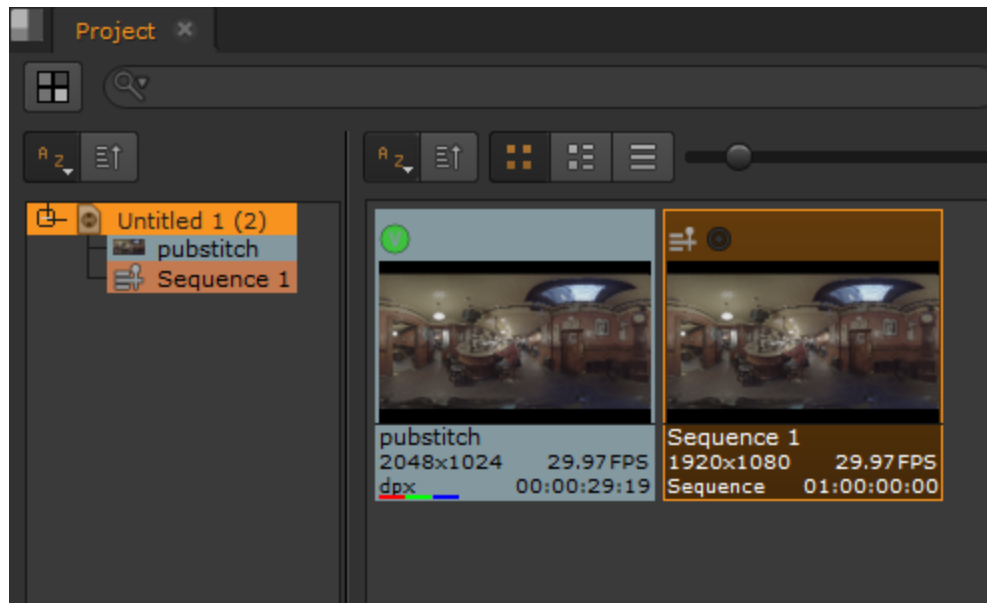 Project
A Z
A Z
Untitled 1 (2)
pubstitch
Sequence 1
V
pubstitch
2048x1024 29.97FPS
dpx 00:00:29:19
Sequence 1
1920x1080 29.97FPS
Sequence 01:00:00:00